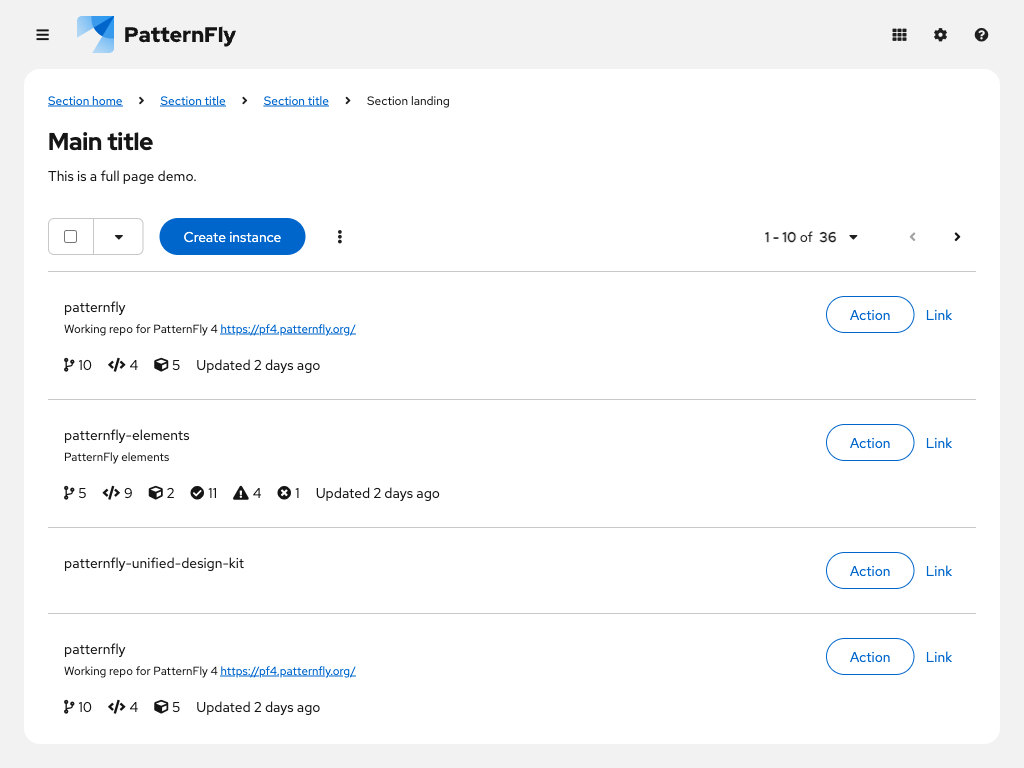 PatternFly
Section home Section title Section title Section landing
Main title
This is a full page demo.
Create instance 1 - 10 of 36
patternfly Action Link
Working repo for PatternFly 4 https://pf4.patternfly.org/
10 4 5 Updated 2 days ago
patternfly-elements Action Link
PatternFly elements
5 9 2 11 4 1 Updated 2 days ago
patternfly-unified-design-kit Action Link
patternfly Action Link
Working repo for PatternFly 4 https://pf4.patternfly.org/
10 4 5 Updated 2 days ago